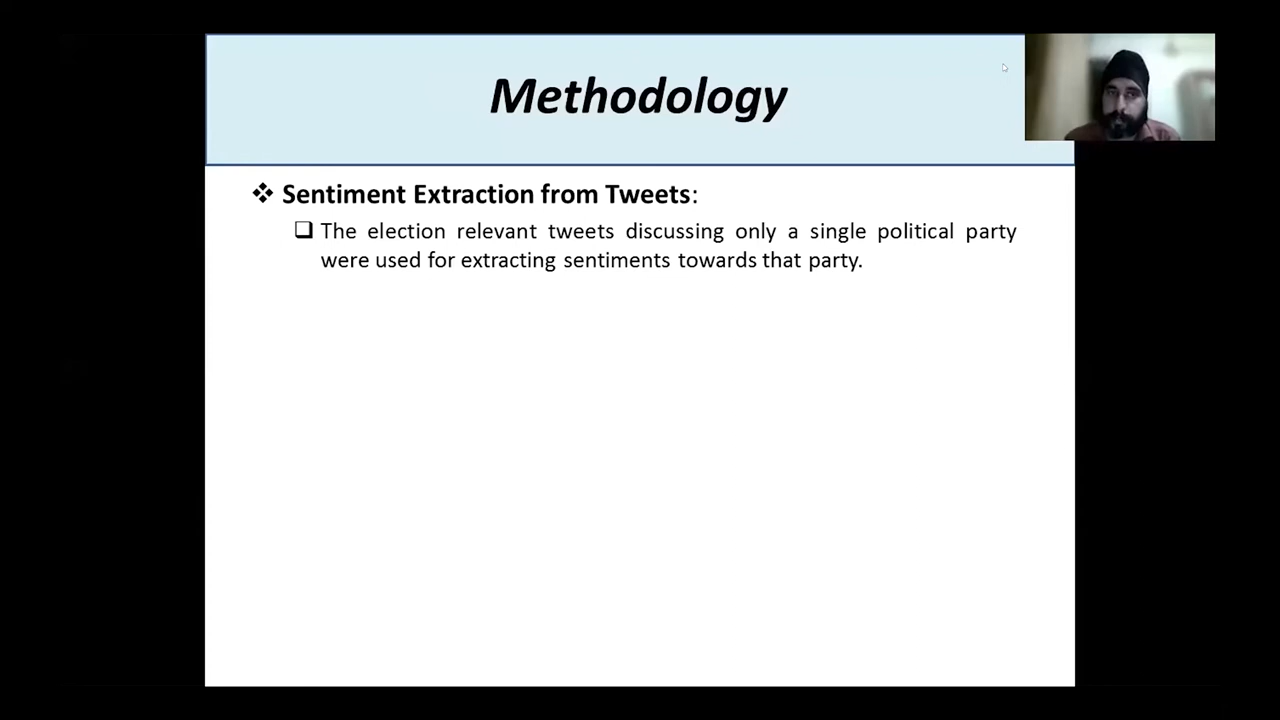 Methodology
❖ Sentiment Extraction from Tweets:
❑ The election relevant tweets discussing only a single political party
were used for extracting sentiments towards that party.